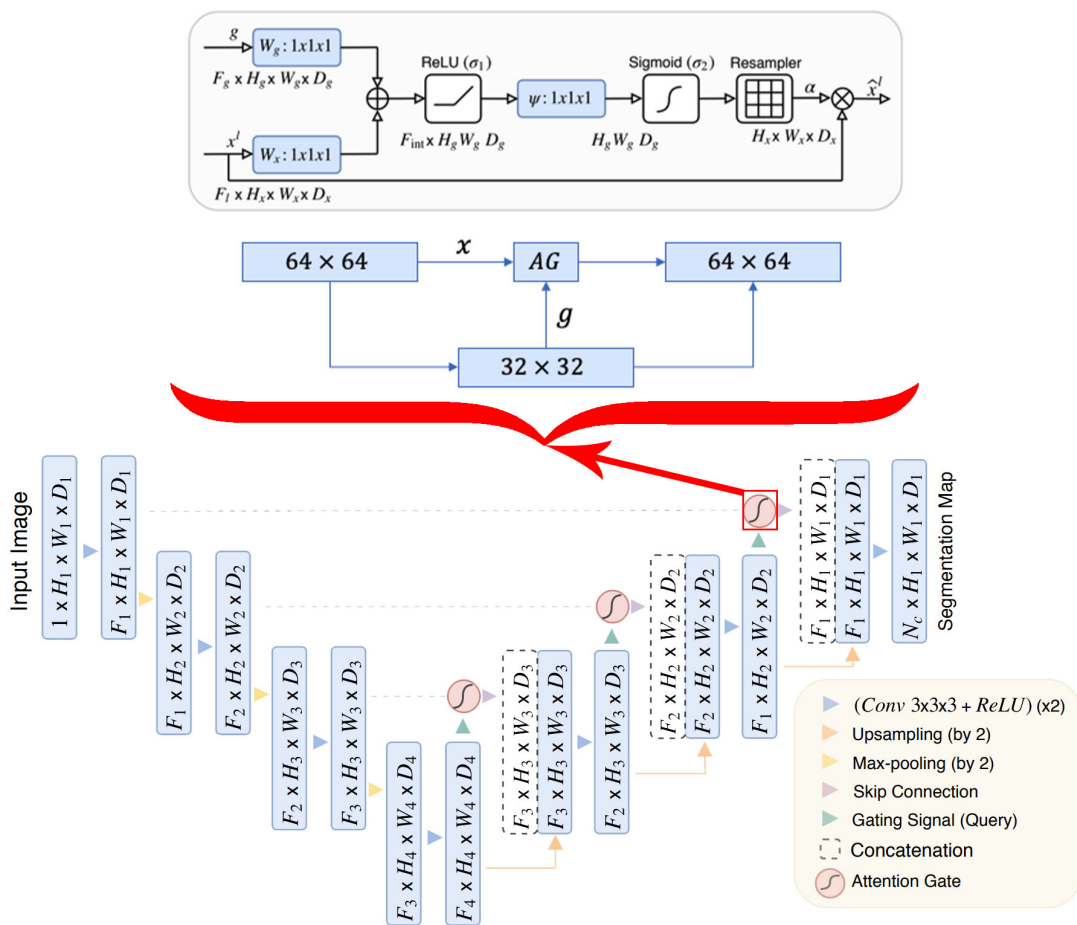 g
W_g : 1x1x1
F_g x H_g x W_g x D_g
ReLU (σ_1)
Sigmoid (σ_2)
Resampler
ψ : 1x1x1
α
x̂^l
F_int x H_g W_g D_g
H_g W_g D_g
H_x x W_x x D_x
x^l
W_x : 1x1x1
F_l x H_x x W_x x D_x
64 × 64
x
AG
64 × 64
g
32 × 32
Input Image
1 x H_1 x W_1 x D_1
F_1 x H_1 x W_1 x D_1
F_1 x H_2 x W_2 x D_2
F_2 x H_2 x W_2 x D_2
F_2 x H_3 x W_3 x D_3
F_3 x H_3 x W_3 x D_3
F_3 x H_4 x W_4 x D_4
F_4 x H_4 x W_4 x D_4
F_3 x H_3 x W_3 x D_3
F_3 x H_3 x W_3 x D_3
F_2 x H_3 x W_3 x D_3
F_2 x H_2 x W_2 x D_2
F_2 x H_2 x W_2 x D_2
F_1 x H_2 x W_2 x D_2
F_1 x H_1 x W_1 x D_1
F_1 x H_1 x W_1 x D_1
N_c x H_1 x W_1 x D_1
Segmentation Map
(Conv 3x3x3 + ReLU) (x2)
Upsampling (by 2)
Max-pooling (by 2)
Skip Connection
Gating Signal (Query)
Concatenation
Attention Gate